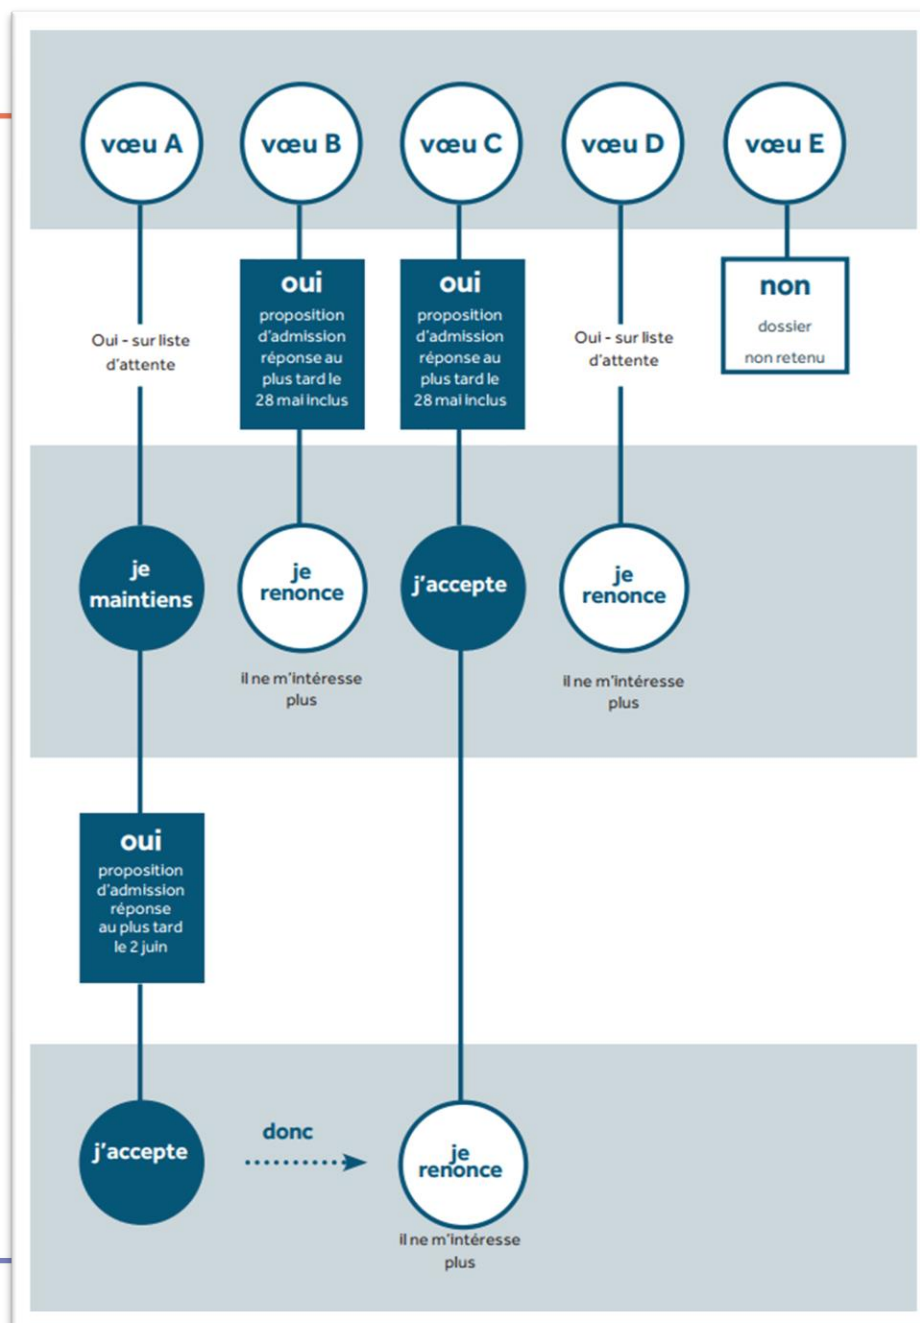 vœu A
vœu B
vœu C
vœu D
vœu E
Oui - sur liste
d'attente
oui
proposition
d'admission
réponse au
plus tard le
28 mai inclus
oui
proposition
d'admission
réponse au
plus tard le
28 mai inclus
Oui - sur liste
d'attente
non
dossier
non retenu
je
maintiens
je
renonce
il ne m'intéresse
plus
j'accepte
je
renonce
il ne m'intéresse
plus
oui
proposition
d'admission
réponse
au plus tard
le 2 juin
j'accepte
donc
je
renonce
il ne m'intéresse
plus